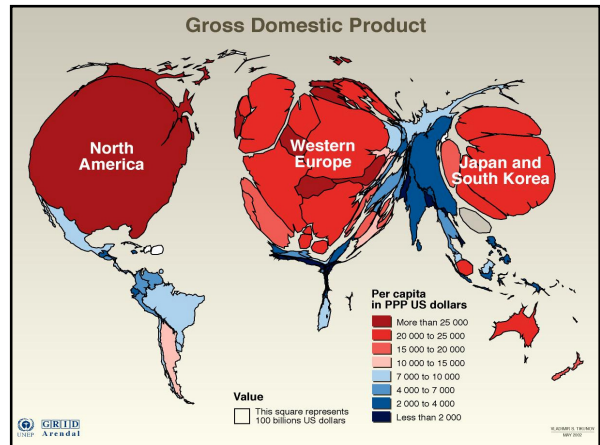 Gross Domestic Product
North
America
Western
Europe
Japan and
South Korea
Per capita
in PPP US dollars
More than 25 000
20 000 to 25 000
15 000 to 20 000
10 000 to 15 000
7 000 to 10 000
4 000 to 7 000
2 000 to 4 000
Less than 2 000
Value
This square represents
100 billions US dollars
UNEP
GRID
Arendal
MAY 2002